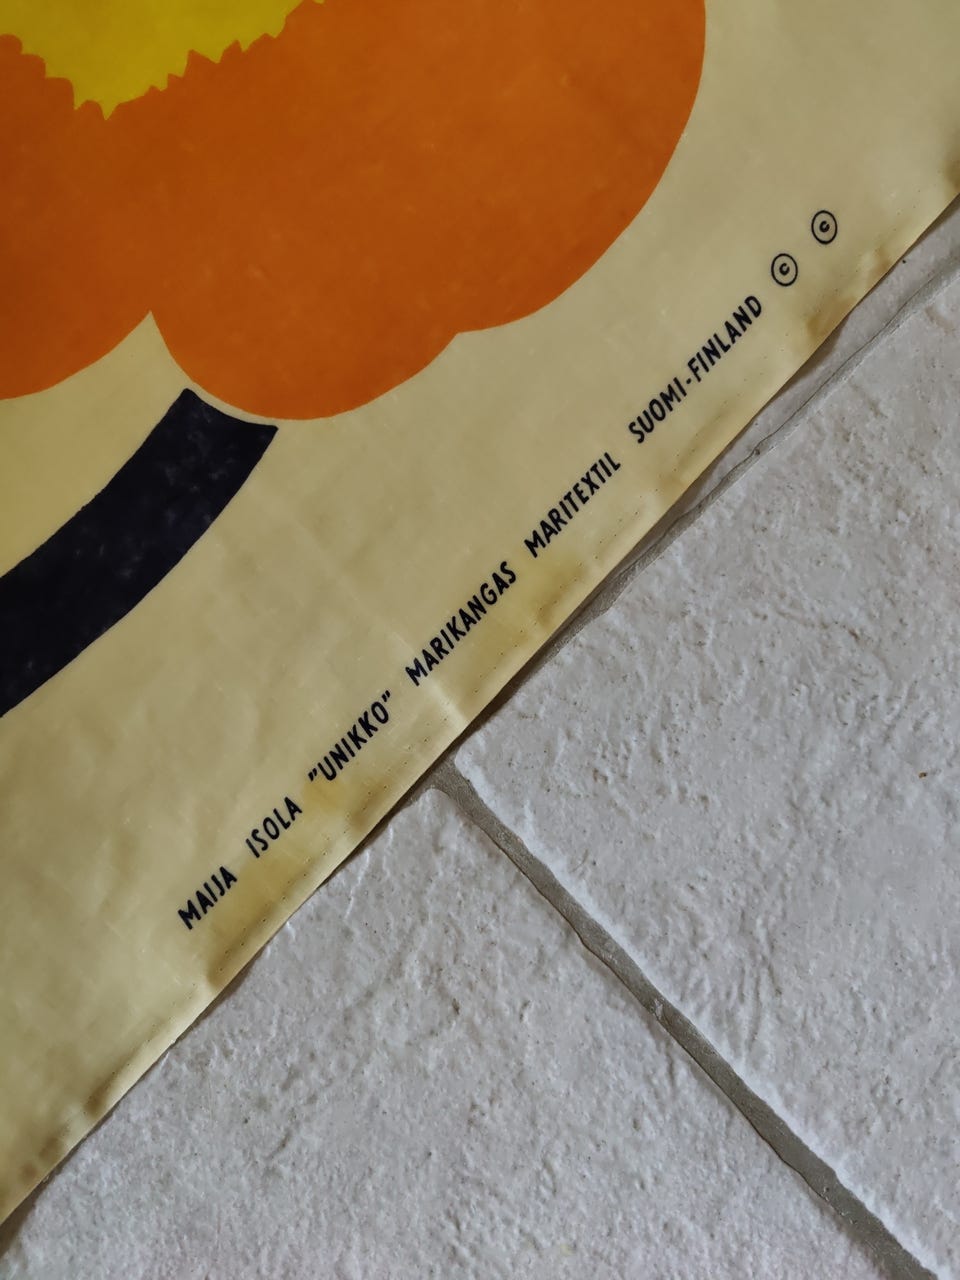 MAIJA ISOLA "UNIKKO" MARIKANGAS MARITEXTIL SUOMI-FINLAND © ©